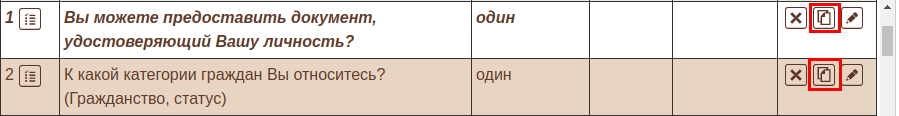 1 Вы можете предоставить документ, один
удостоверяющий Вашу личность?
2 К какой категории граждан Вы относитесь? один
(Гражданство, статус)